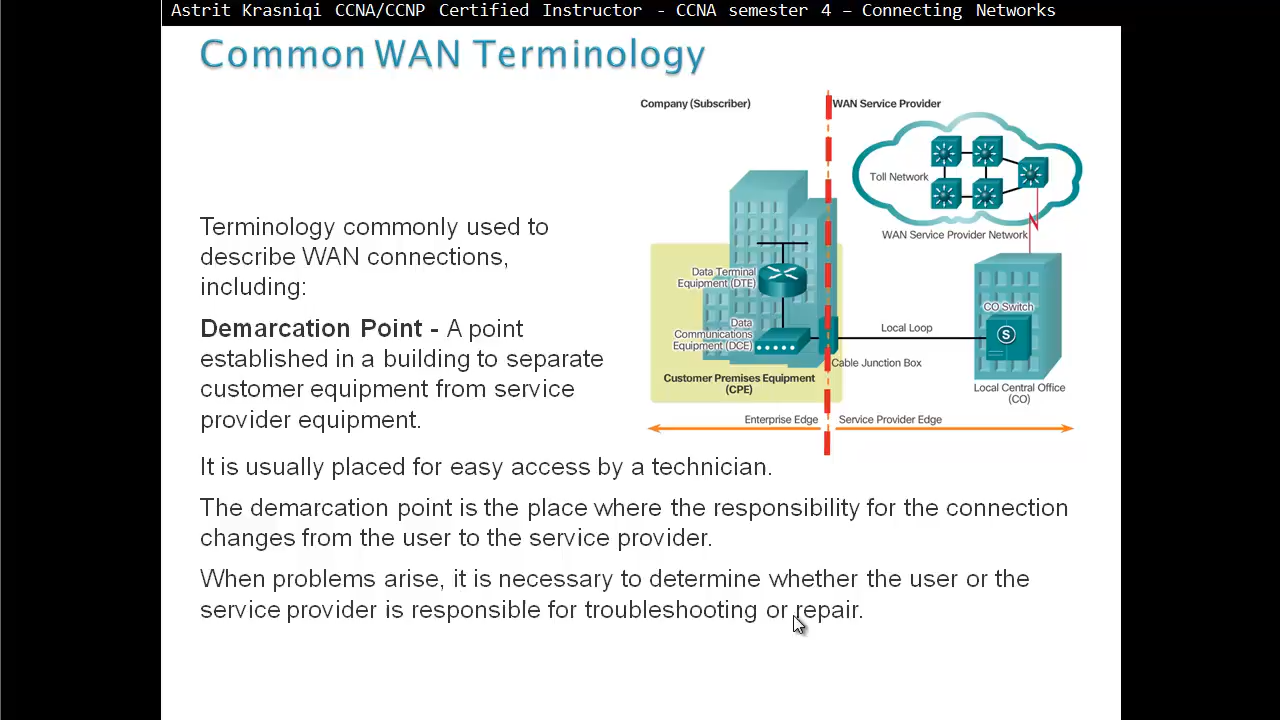 Astrit Krasniqi CCNA/CCNP Certified Instructor - CCNA semester 4 – Connecting Networks
Common WAN Terminology
Company (Subscriber)
WAN Service Provider
Toll Network
WAN Service Provider Network
Terminology commonly used to
describe WAN connections,
including:
Demarcation Point - A point
established in a building to separate
customer equipment from service
provider equipment.
Data Terminal
Equipment (DTE)
Data
Communications
Equipment (DCE)
Customer Premises Equipment
(CPE)
Local Loop
Cable Junction Box
CO Switch
S
Local Central Office
(CO)
Enterprise Edge
Service Provider Edge
It is usually placed for easy access by a technician.
The demarcation point is the place where the responsibility for the connection
changes from the user to the service provider.
When problems arise, it is necessary to determine whether the user or the
service provider is responsible for troubleshooting or repair.